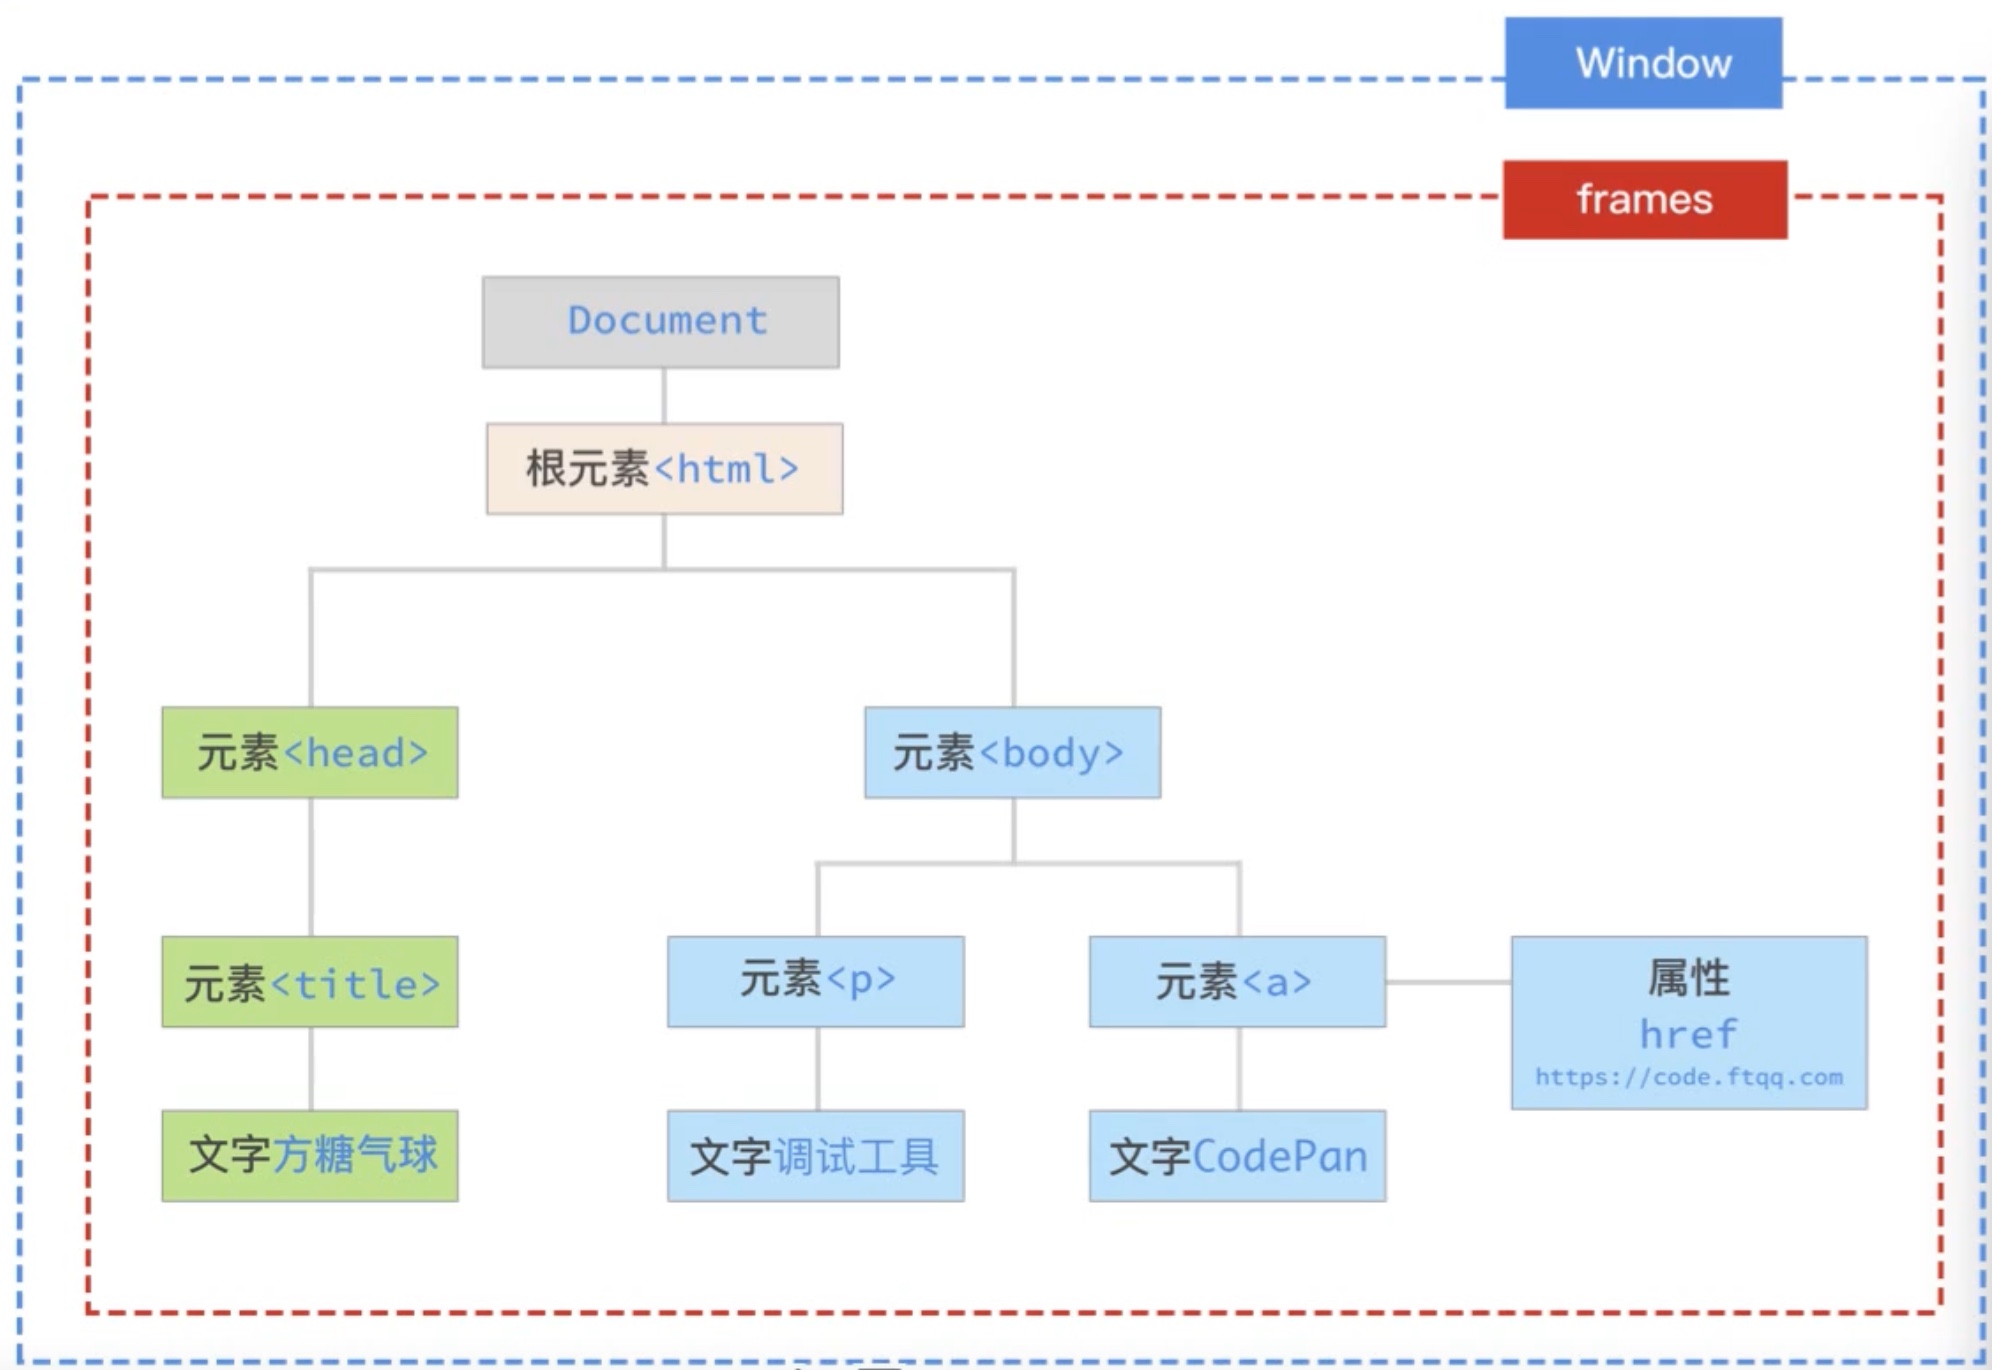 Window
frames
Document
根元素<html>
元素<head>
元素<body>
元素<title>
元素<p>
元素<a>
属性
href
https://code.ftqq.com
文字方糖气球
文字调试工具
文字CodePan